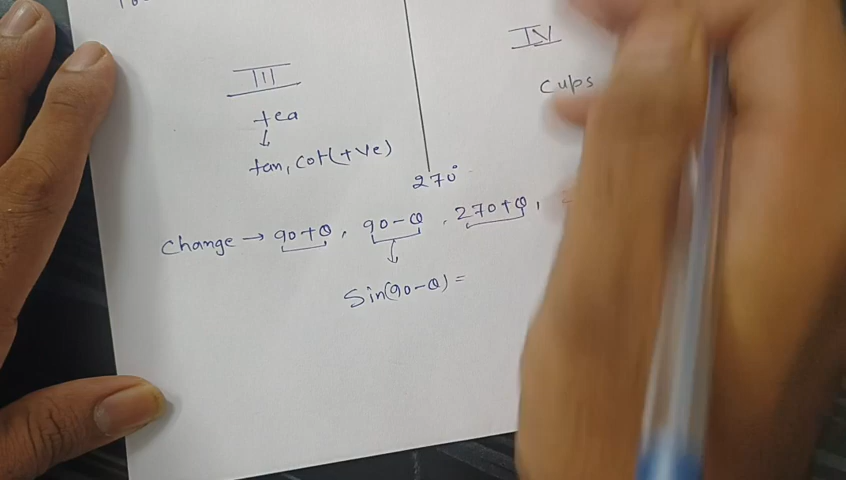 III
IV
tea
cups
↓
tan, cot(+ve)
270°
Change → 90+θ, 90-θ, 270+θ,
↓
Sin(90-θ) =